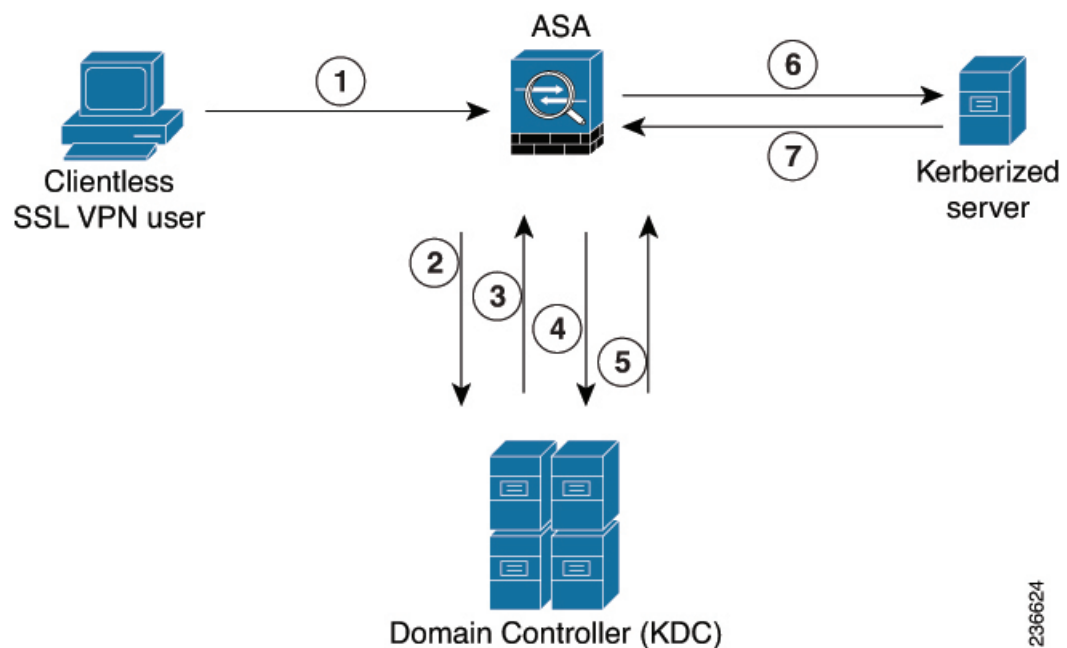 ASA
1
6
7
Clientless
SSL VPN user
Kerberized
server
2
3
4
5
Domain Controller (KDC)
236624